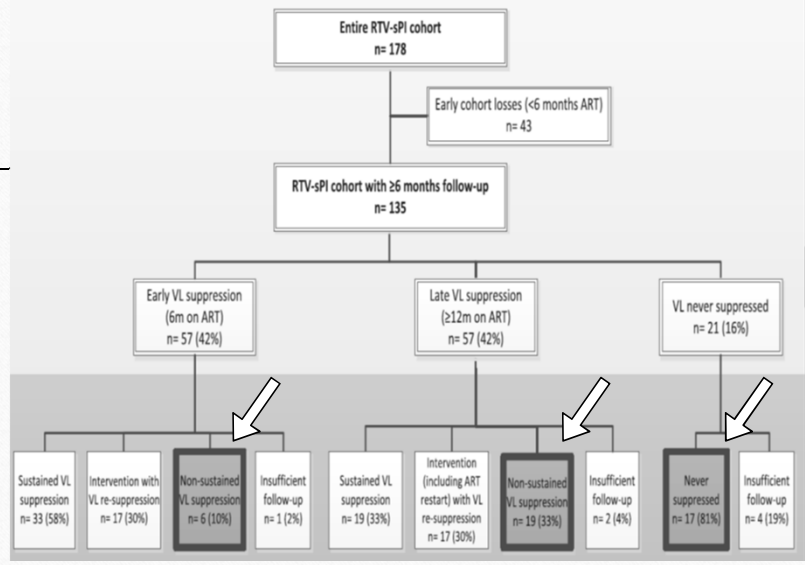 Entire RTV-sPI cohort
n= 178
Early cohort losses (<6 months ART)
n= 43
RTV-sPI cohort with ≥6 months follow-up
n= 135
Early VL suppression
(6m on ART)
n= 57 (42%)
Late VL suppression
(≥12m on ART)
n= 57 (42%)
VL never suppressed
n= 21 (16%)
Sustained VL
suppression
n= 33 (58%)
Intervention with
VL re-suppression
n= 17 (30%)
Non-sustained
VL suppression
n= 6 (10%)
Insufficient
follow-up
n= 1 (2%)
Sustained VL
suppression
n= 19 (33%)
Intervention
(including ART
restart) with VL
re-suppression
n= 17 (30%)
Non-sustained
VL suppression
n= 19 (33%)
Insufficient
follow-up
n= 2 (4%)
Never
suppressed
n= 17 (81%)
Insufficient
follow-up
n= 4 (19%)